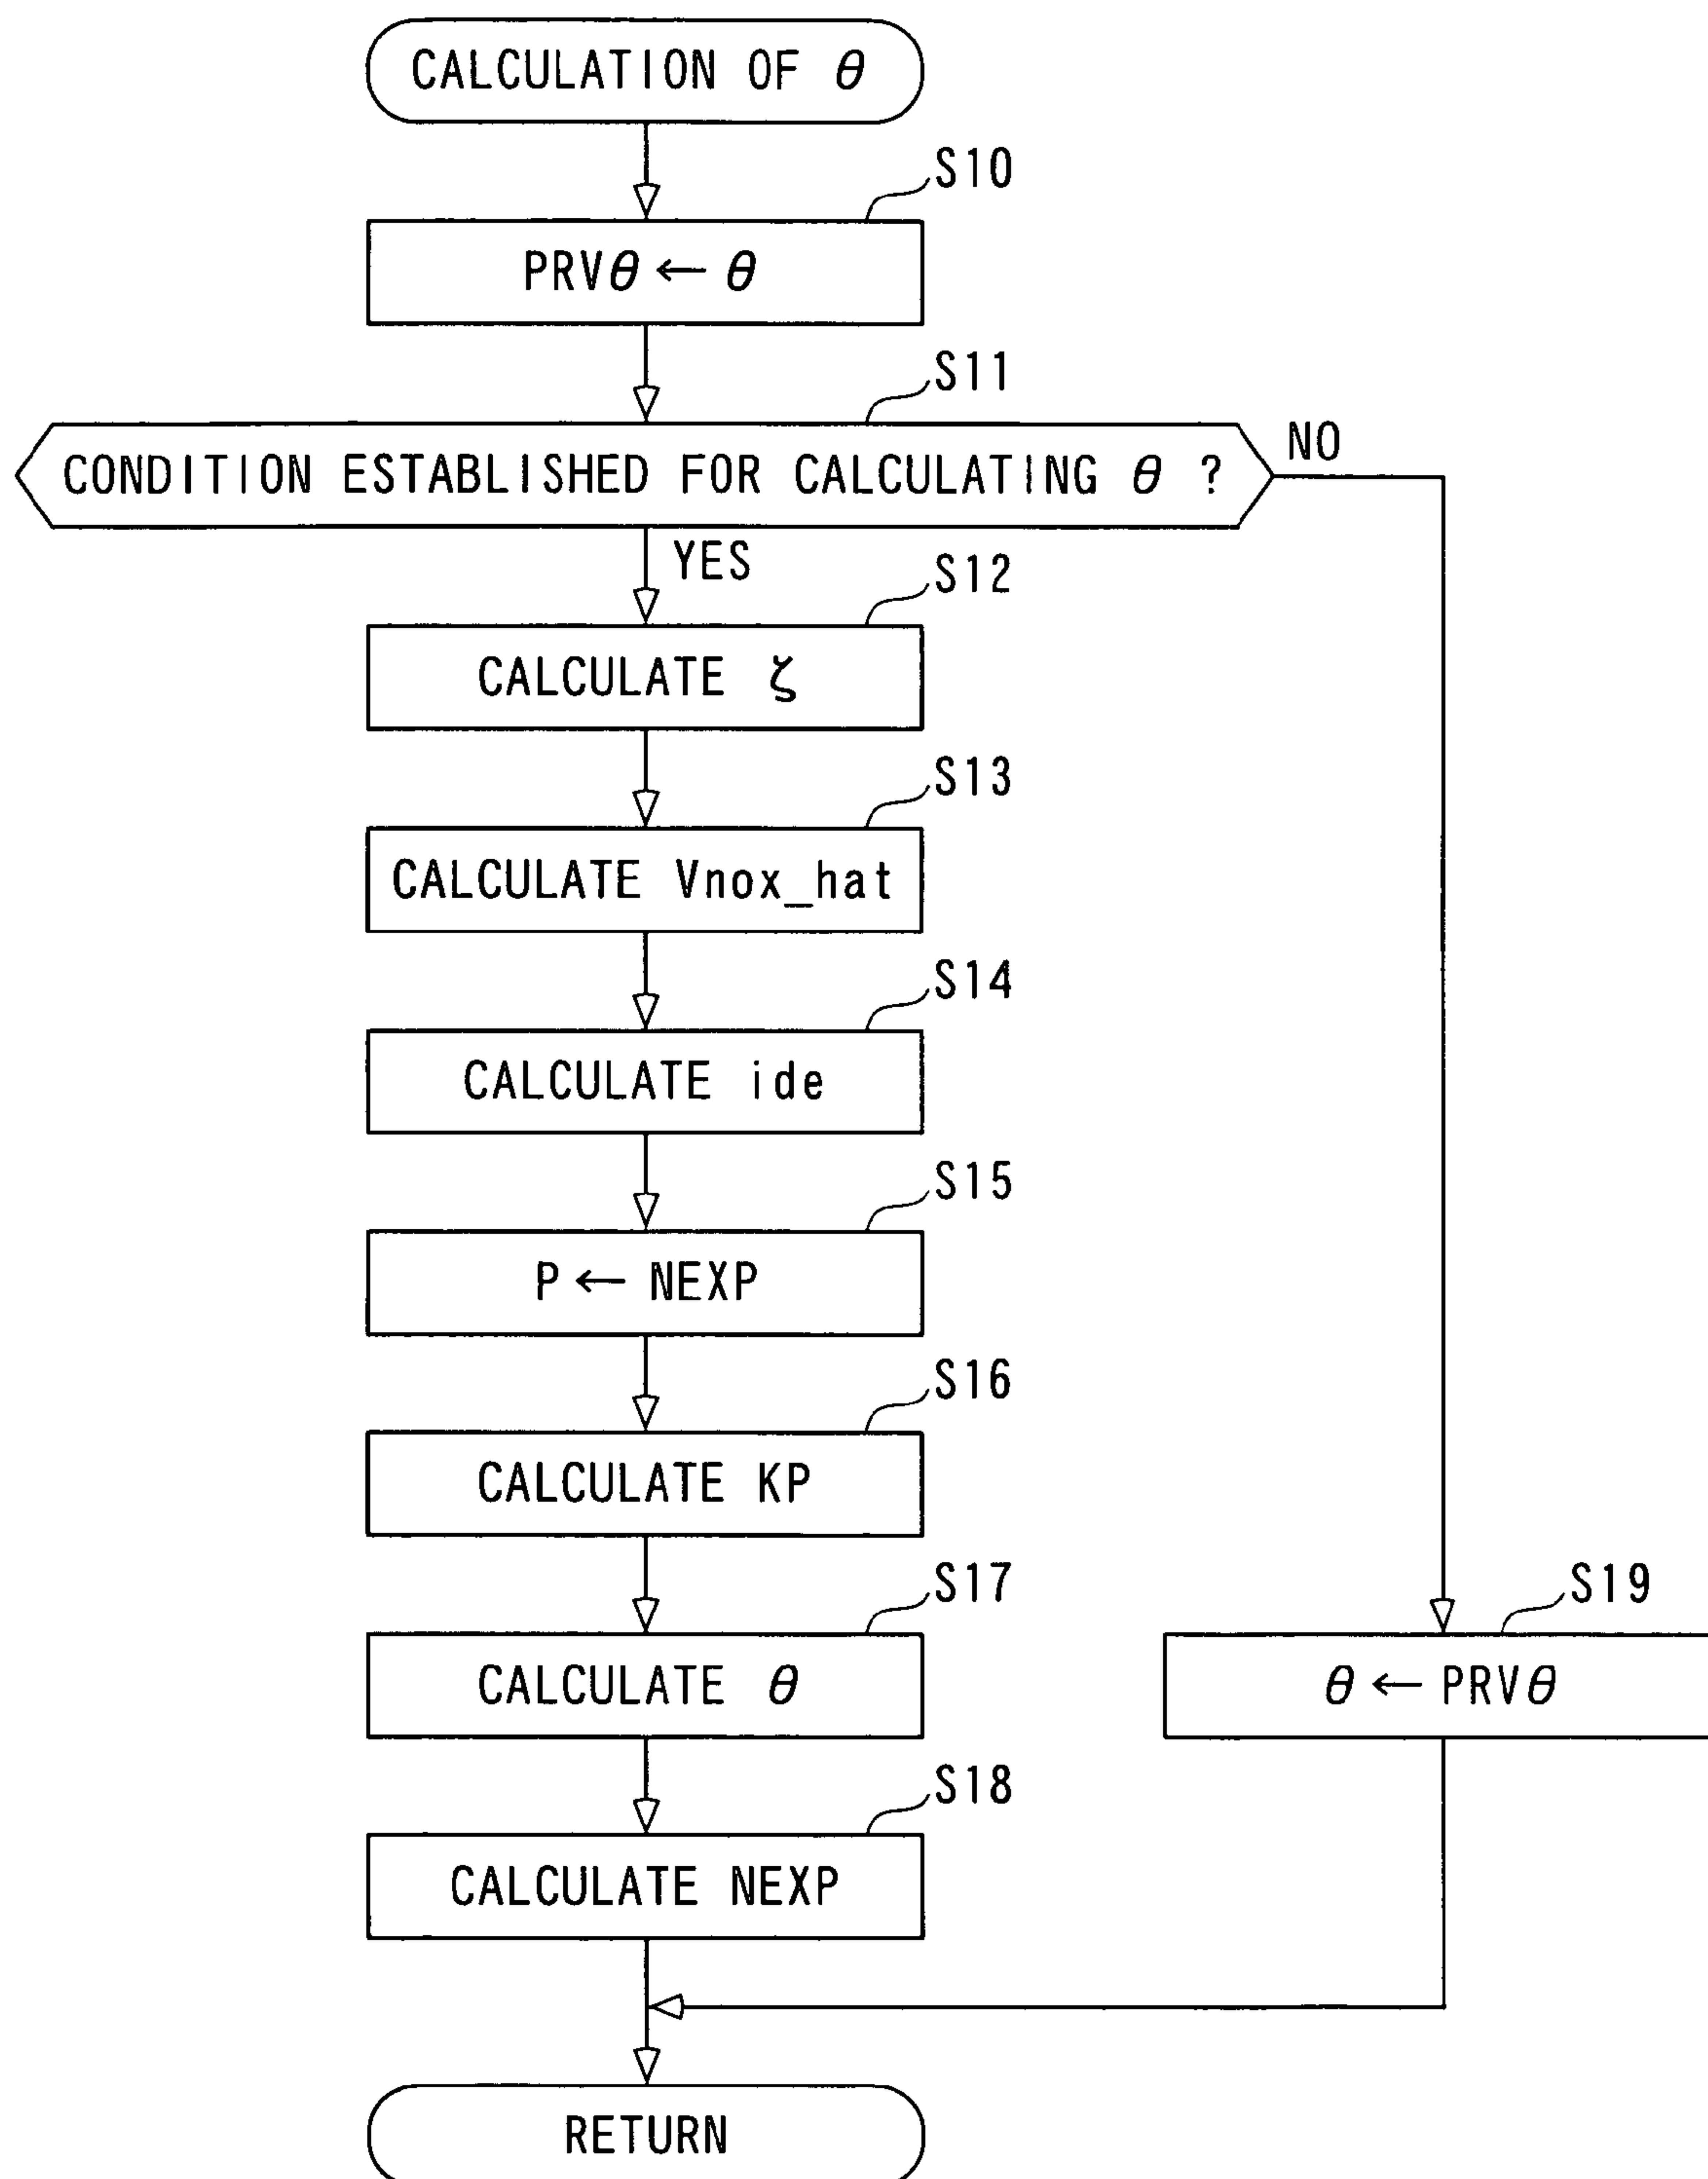 CALCULATION OF θ
S10
PRVθ ← θ
S11
CONDITION ESTABLISHED FOR CALCULATING θ ?
NO
YES
S12
CALCULATE ζ
S13
CALCULATE Vnox_hat
S14
CALCULATE ide
S15
P ← NEXP
S16
CALCULATE KP
S17
CALCULATE θ
S19
θ ← PRVθ
S18
CALCULATE NEXP
RETURN